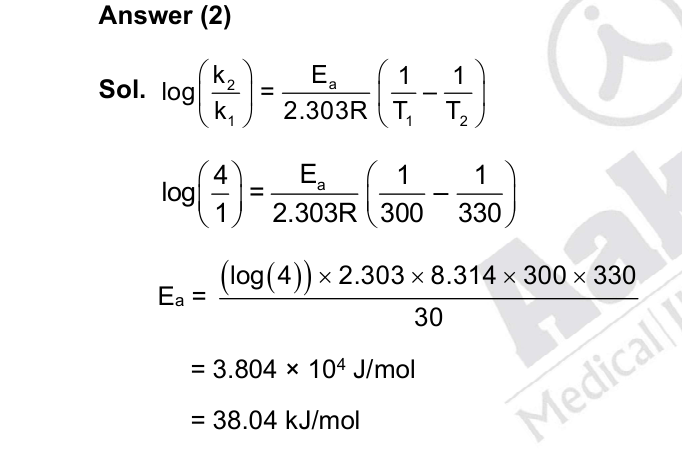 Answer (2)
Sol. log(k₂/k₁) = Eₐ/2.303R (1/T₁ − 1/T₂)
log(4/1) = Eₐ/2.303R (1/300 − 1/330)
Eₐ = (log(4)) × 2.303 × 8.314 × 300 × 330 / 30
= 3.804 × 10⁴ J/mol
= 38.04 kJ/mol
Aak
Medical|I